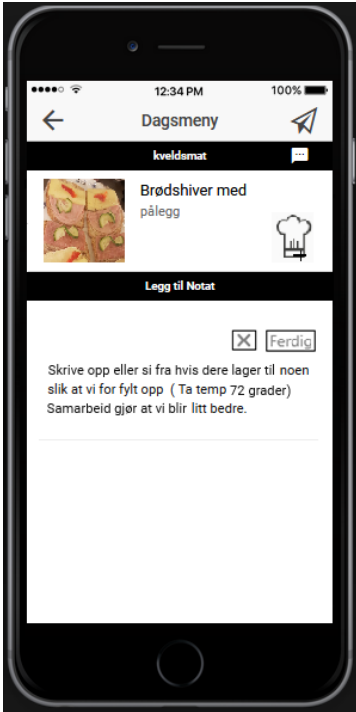 12:34 PM
100%
Dagsmeny
kveldsmat
Brødshiver med
pålegg
Legg til Notat
Ferdig
Skrive opp eller si fra hvis dere lager til noen
slik at vi for fylt opp ( Ta temp 72 grader)
Samarbeid gjør at vi blir litt bedre.